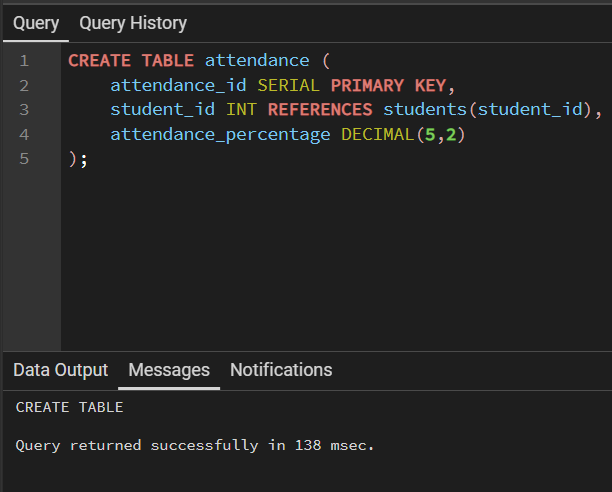 Query Query History
1 CREATE TABLE attendance (
2 attendance_id SERIAL PRIMARY KEY,
3 student_id INT REFERENCES students(student_id),
4 attendance_percentage DECIMAL(5,2)
5 );
Data Output Messages Notifications
CREATE TABLE
Query returned successfully in 138 msec.